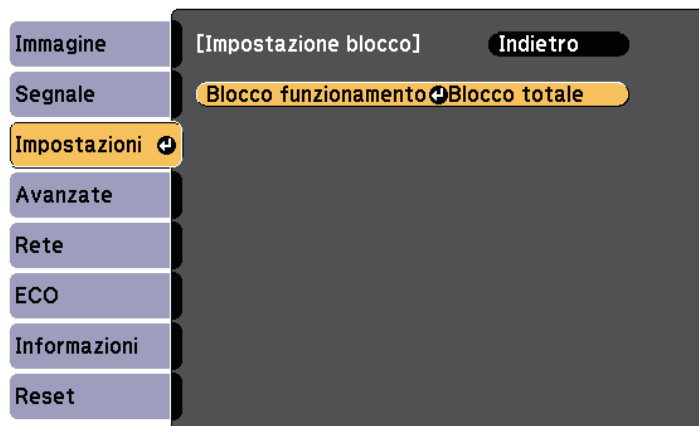 Immagine
Segnale
Impostazioni
Avanzate
Rete
ECO
Informazioni
Reset
[Impostazione blocco] Indietro
Blocco funzionamento Blocco totale